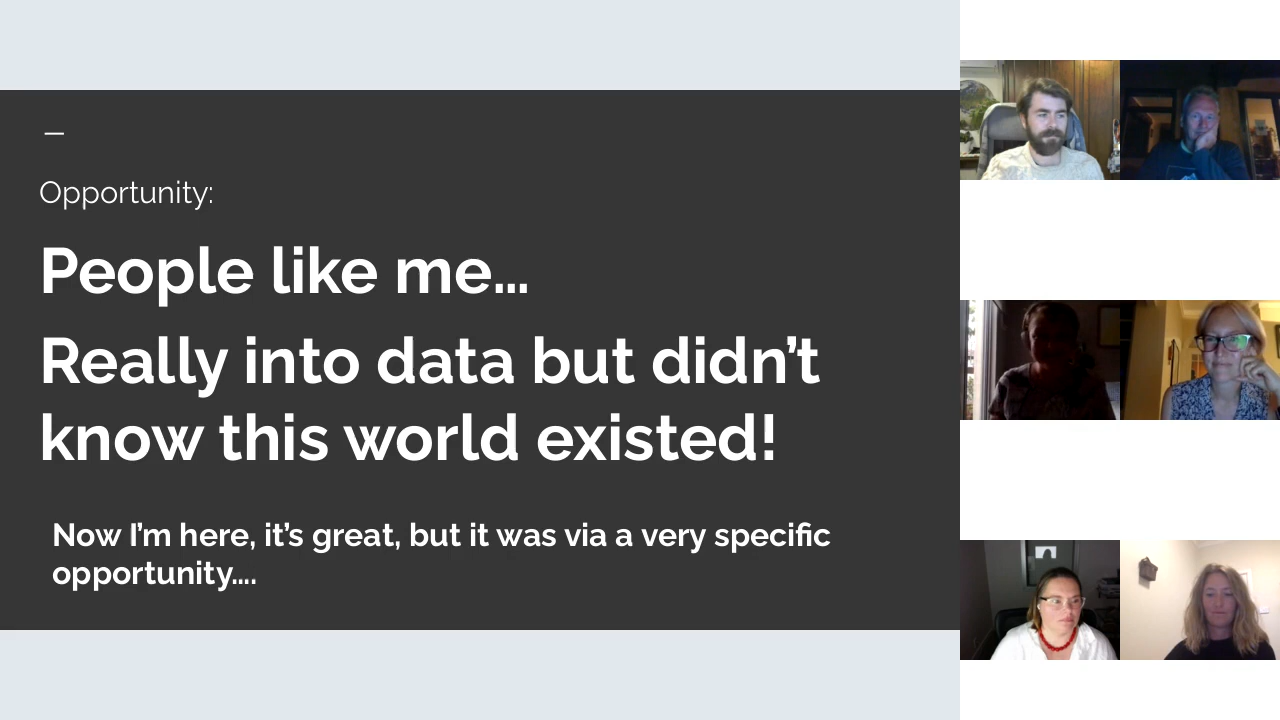 Opportunity:
People like me...
Really into data but didn’t
know this world existed!
Now I’m here, it’s great, but it was via a very specific
opportunity....